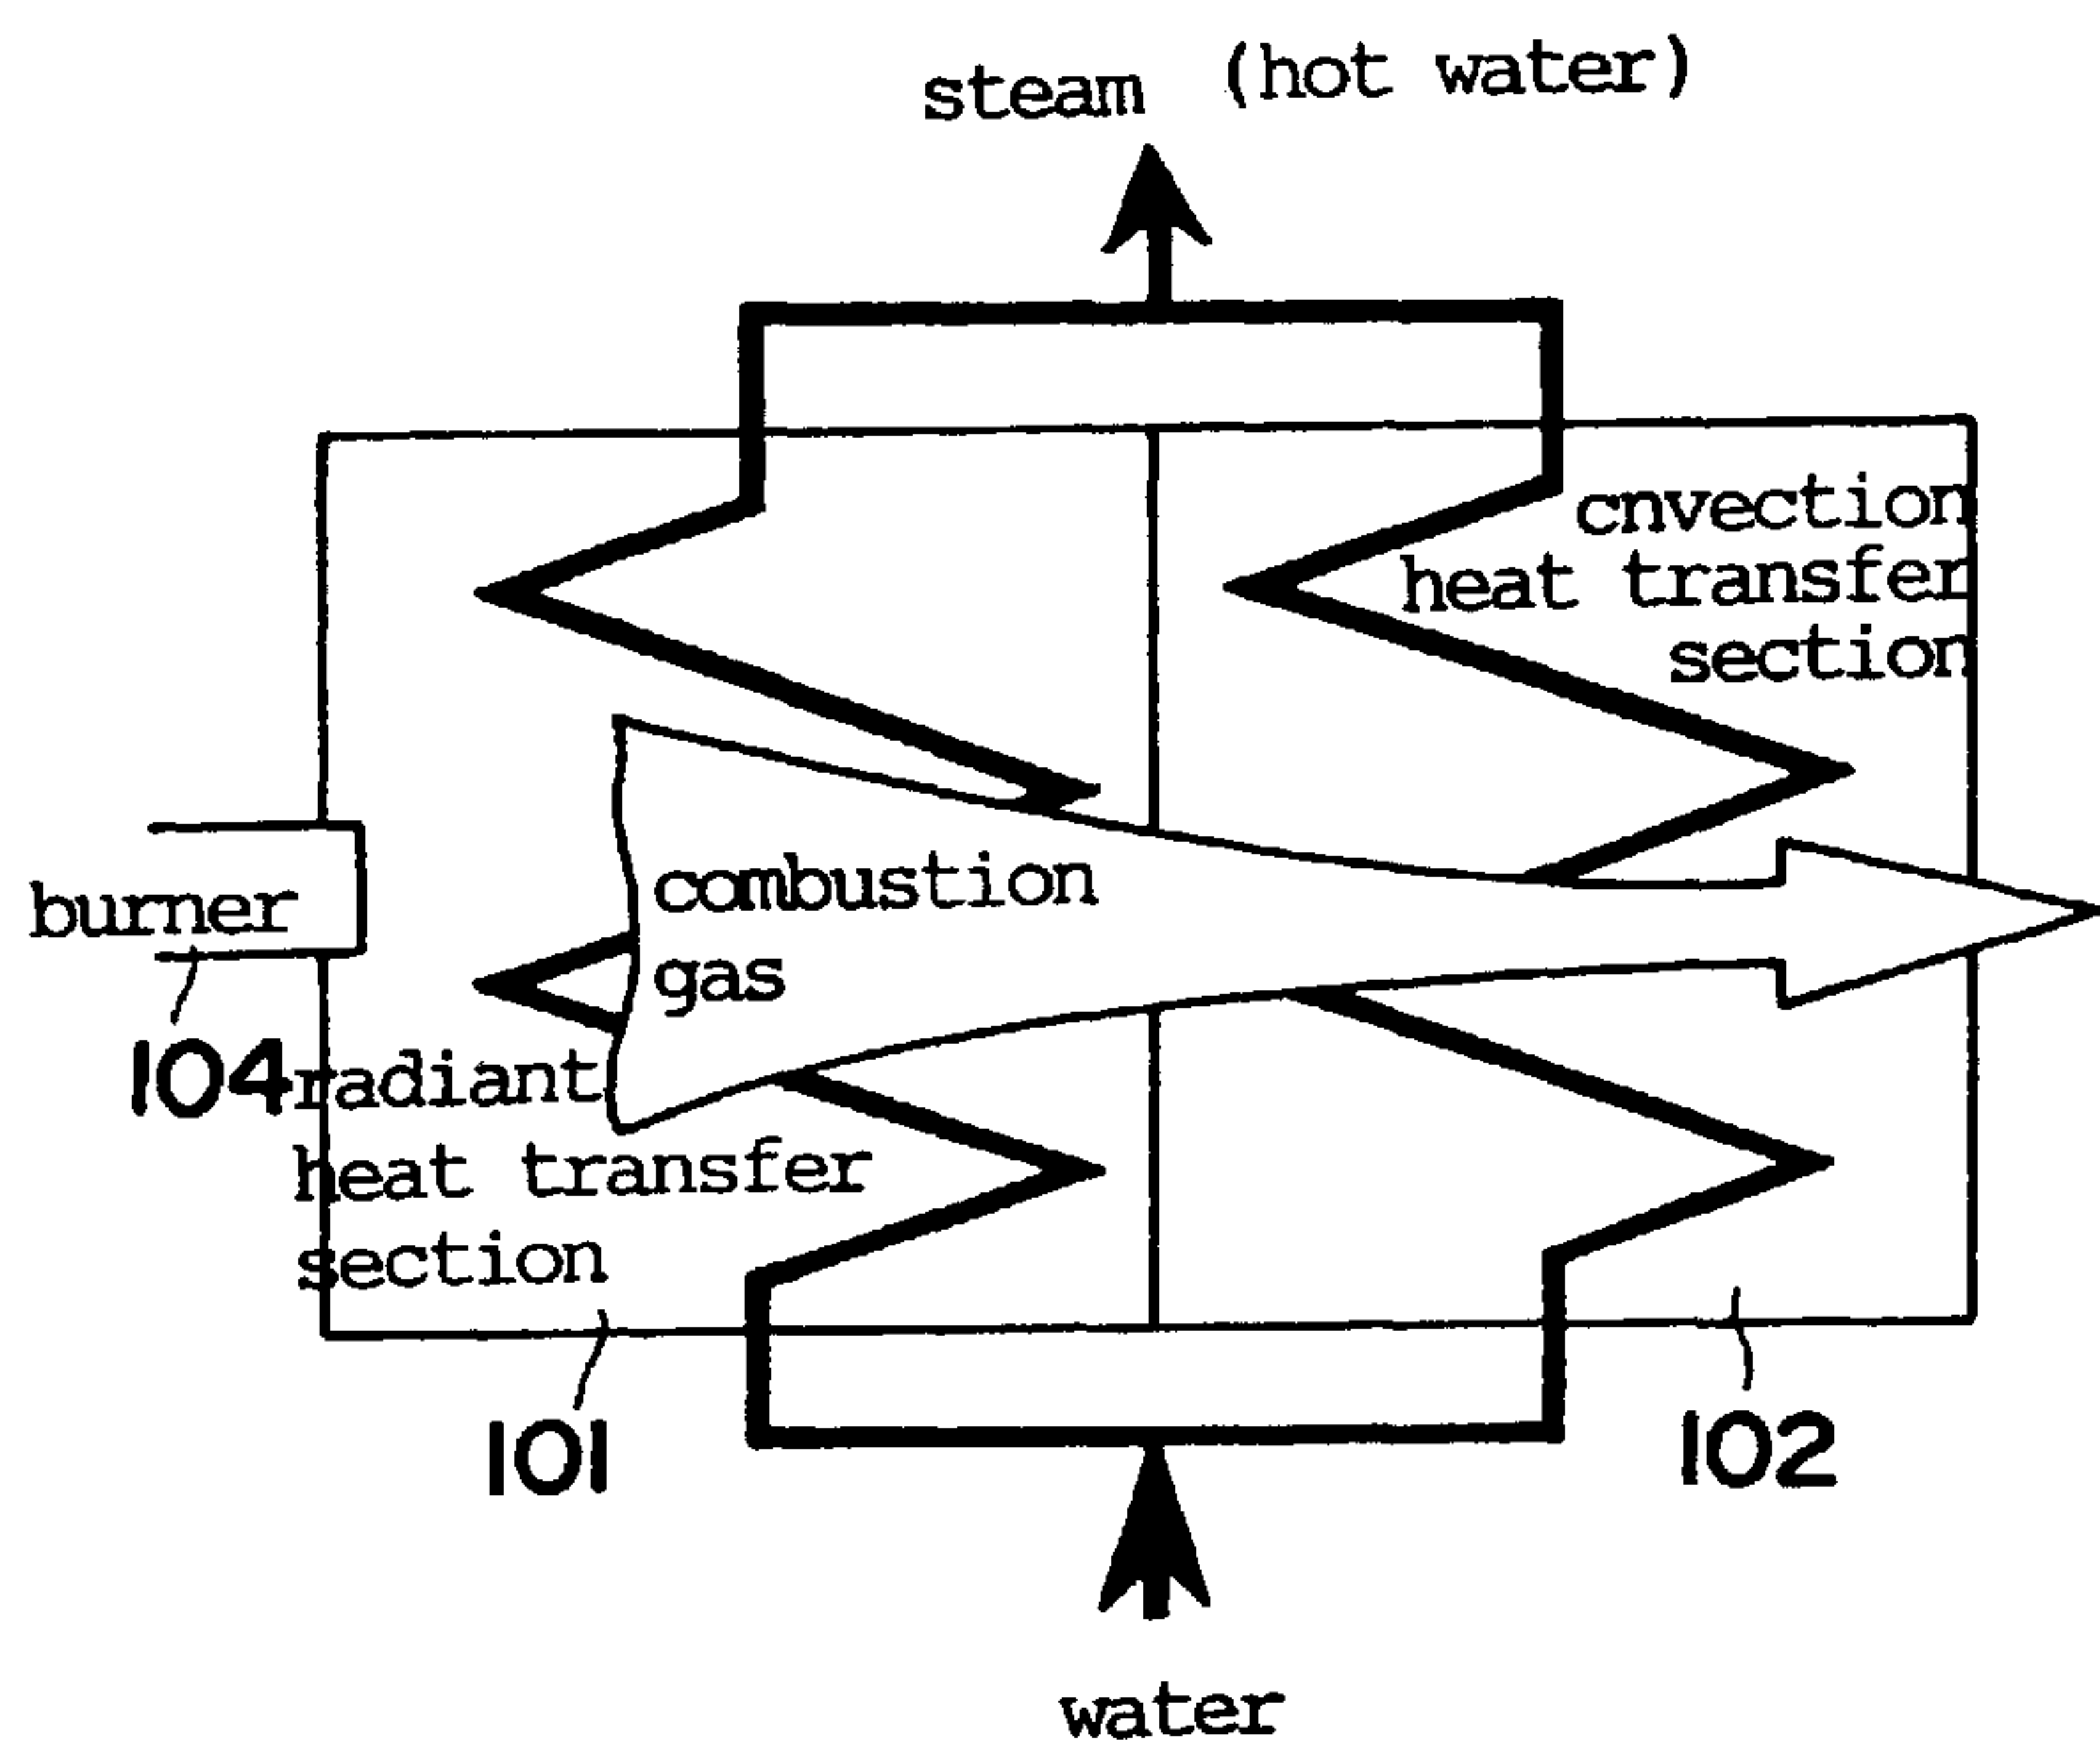 steam (hot water)
cnvection
heat transfer
section
combustion
gas
burner
104
radiant
heat transfer
section
101
102
water